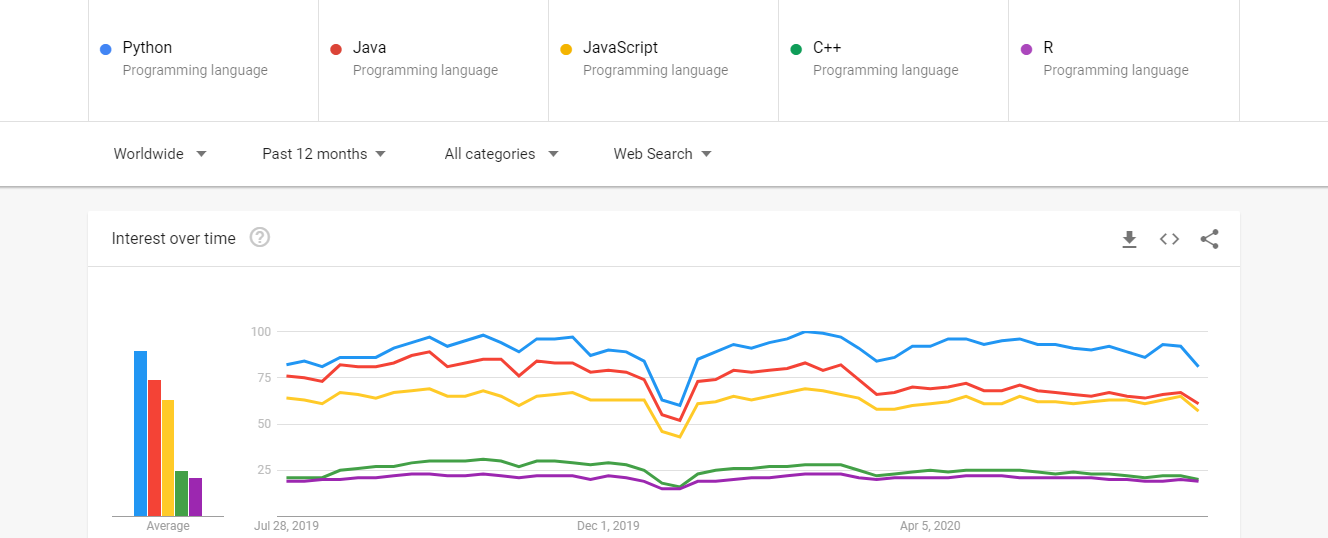 Python
Programming language
Java
Programming language
JavaScript
Programming language
C++
Programming language
R
Programming language
Worldwide
Past 12 months
All categories
Web Search
Interest over time
?
100
75
50
25
Average
Jul 28, 2019
Dec 1, 2019
Apr 5, 2020